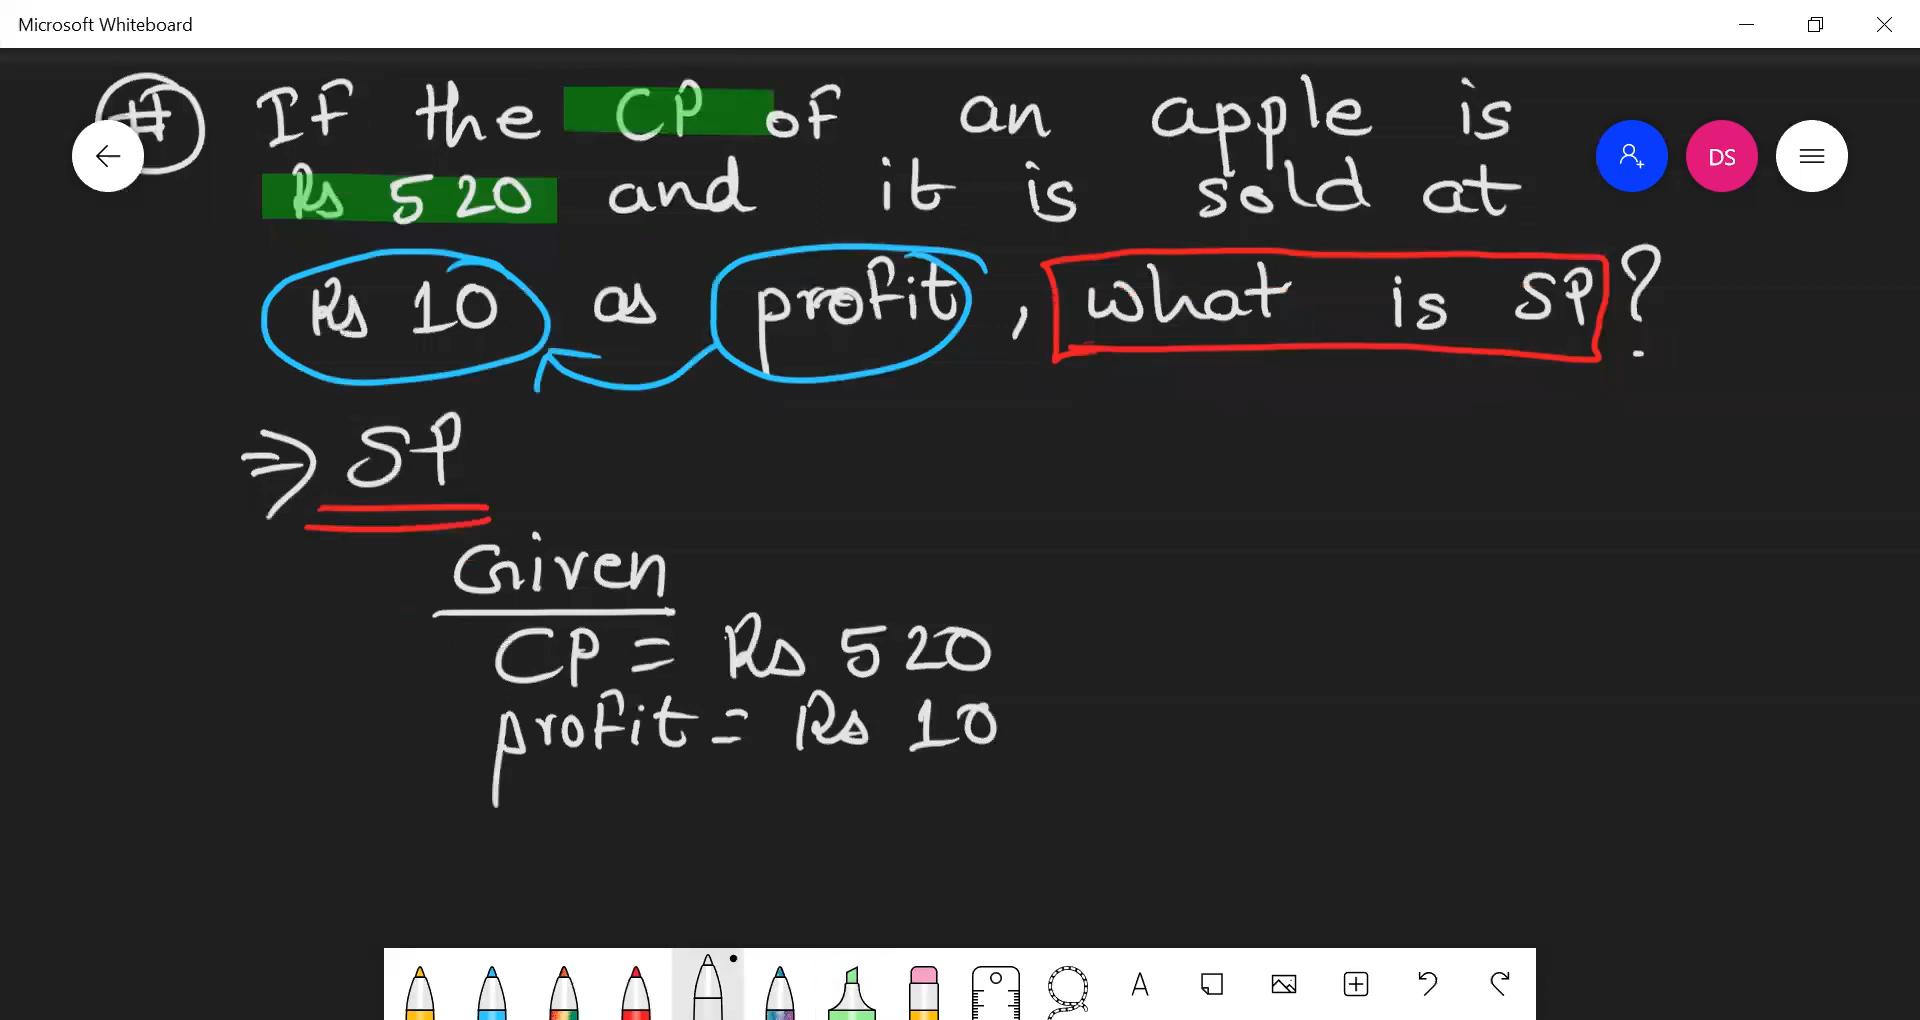 Microsoft Whiteboard
# If the CP of an apple is
Rs 520 and it is sold at
Rs 10 as profit, what is SP?
DS
⇒ SP
Given
CP = Rs 520
profit = Rs 10
A